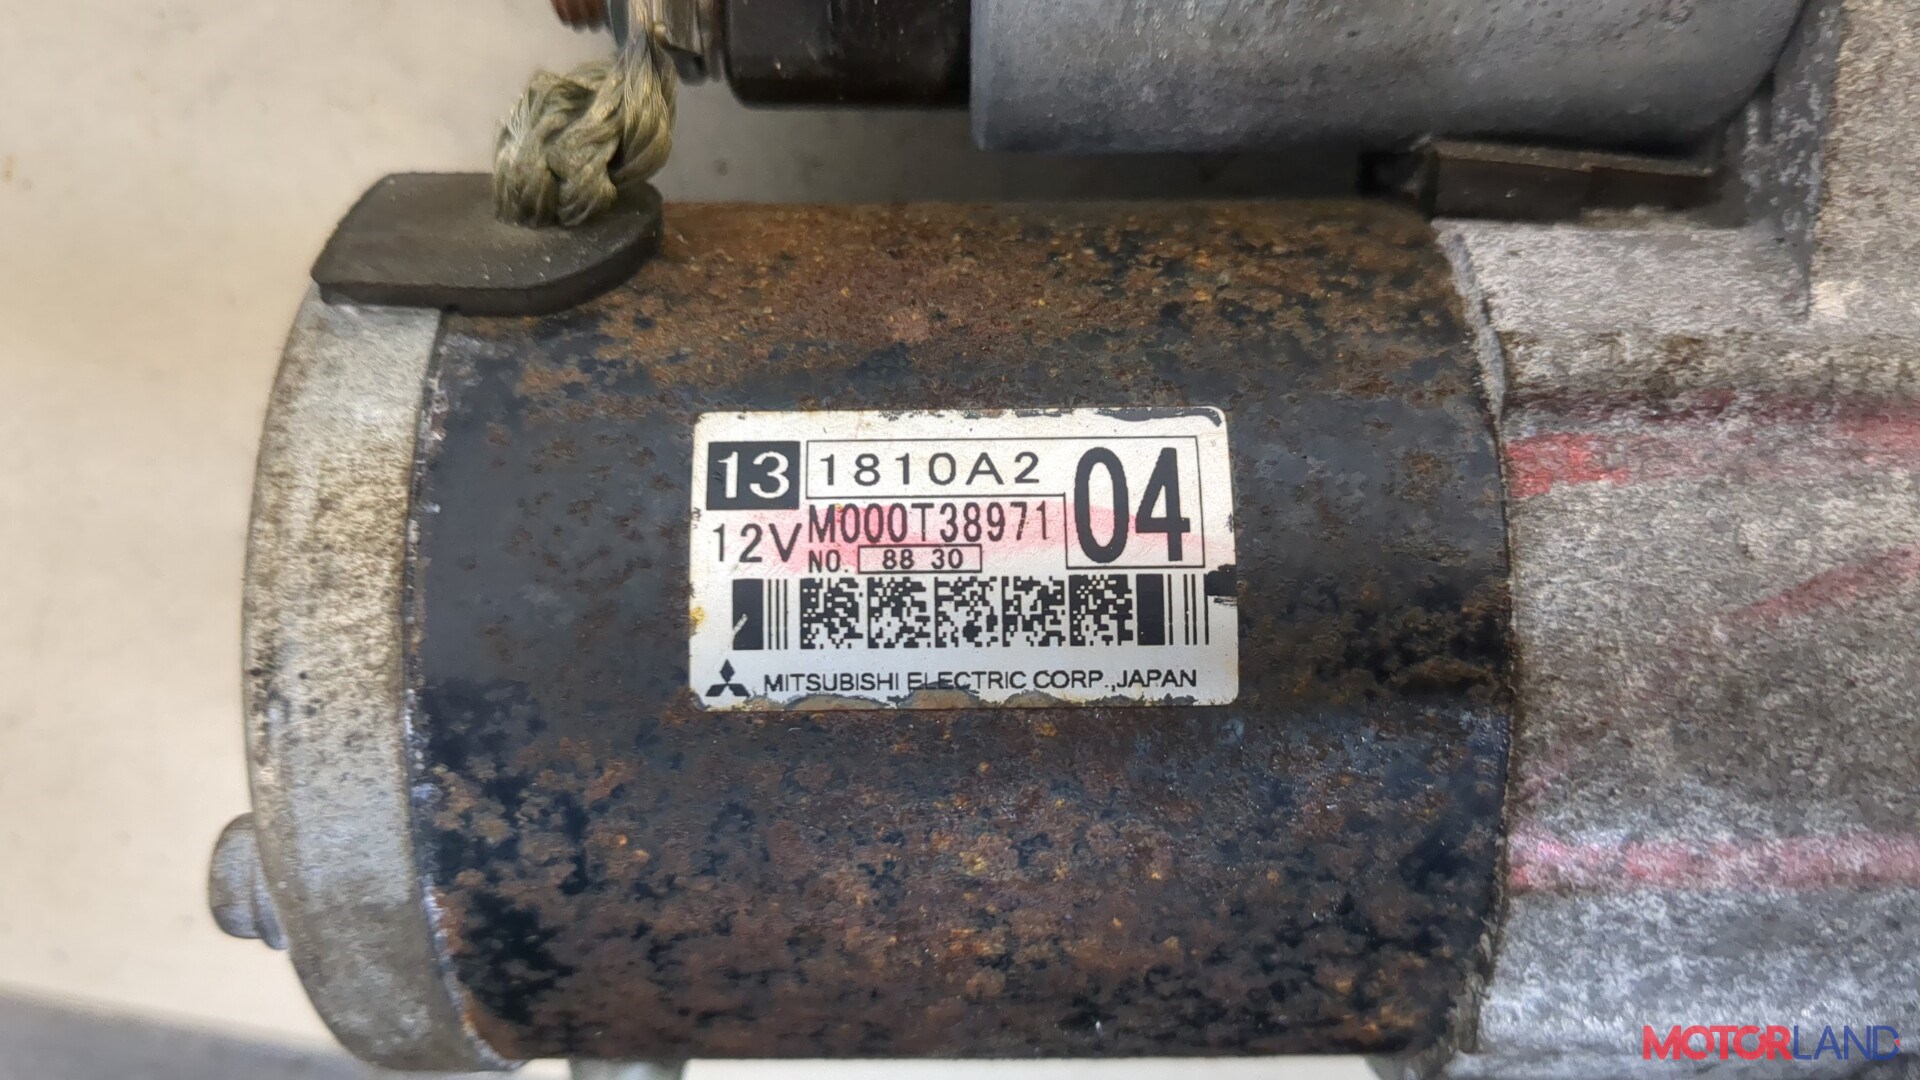 13 1810A2 04
12V M000T38971
NO. 88 30
MITSUBISHI ELECTRIC CORP.,JAPAN
MOTORLAND